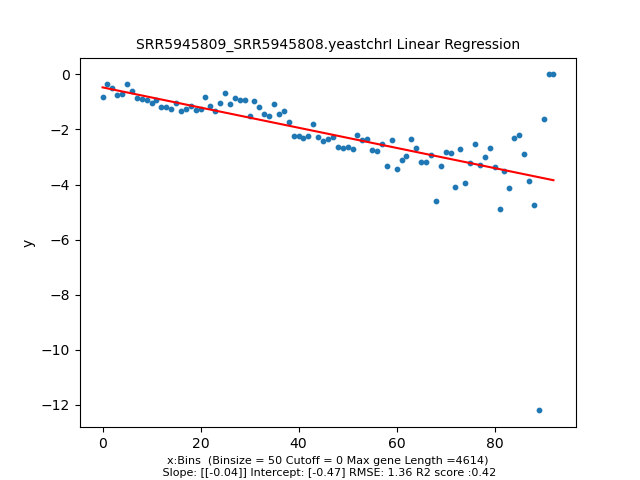 SRR5945809_SRR5945808.yeastchrI Linear Regression
0
−2
−4
−6
−8
−10
−12
y
0 20 40 60 80
x:Bins (Binsize = 50 Cutoff = 0 Max gene Length =4614)
Slope: [[-0.04]] Intercept: [-0.47] RMSE: 1.36 R2 score :0.42